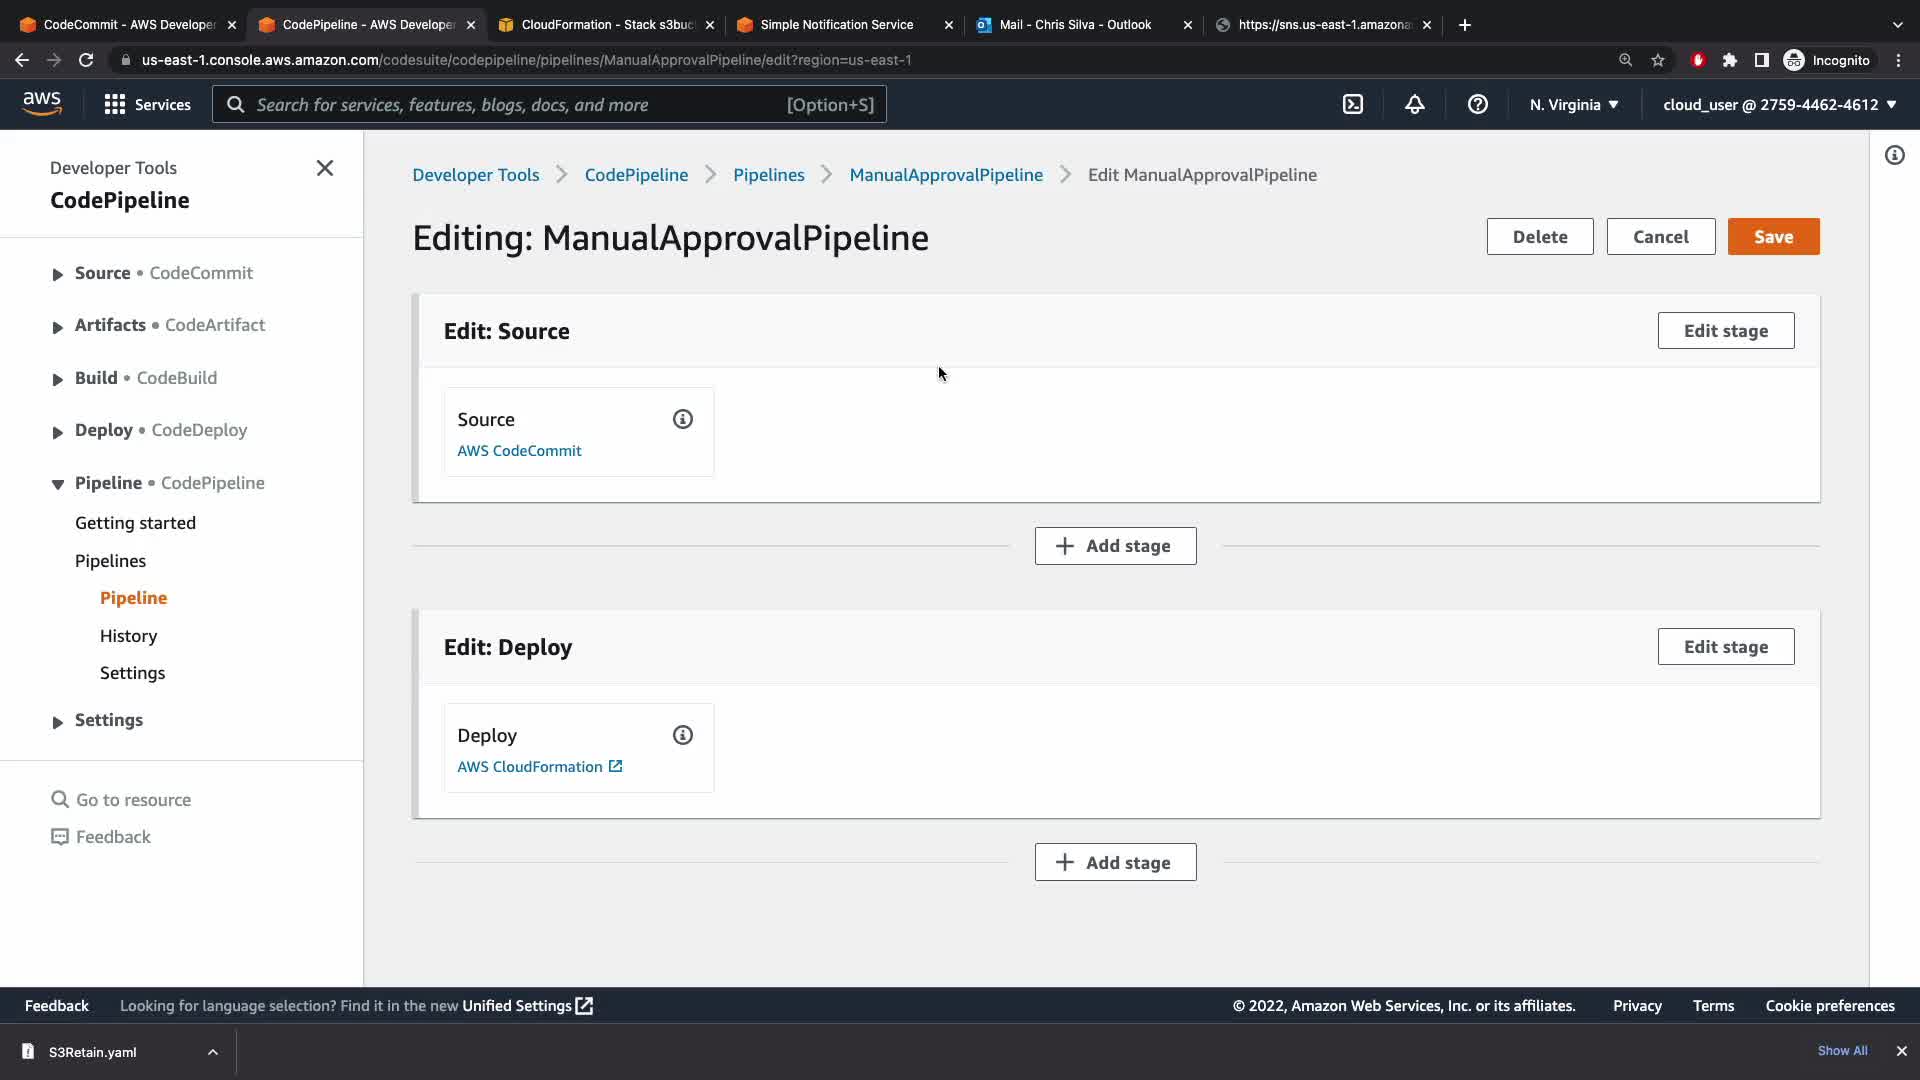 CodeCommit - AWS Developer
CodePipeline - AWS Developer
CloudFormation - Stack s3buc
Simple Notification Service
Mail - Chris Silva - Outlook
https://sns.us-east-1.amazona
us-east-1.console.aws.amazon.com/codesuite/codepipeline/pipelines/ManualApprovalPipeline/edit?region=us-east-1
Incognito
aws
Services
Search for services, features, blogs, docs, and more
[Option+S]
N. Virginia
cloud_user @ 2759-4462-4612
Developer Tools
CodePipeline
Source • CodeCommit
Artifacts • CodeArtifact
Build • CodeBuild
Deploy • CodeDeploy
Pipeline • CodePipeline
Getting started
Pipelines
Pipeline
History
Settings
Settings
Go to resource
Feedback
Developer Tools
CodePipeline
Pipelines
ManualApprovalPipeline
Edit ManualApprovalPipeline
Editing: ManualApprovalPipeline
Delete
Cancel
Save
Edit: Source
Edit stage
Source
AWS CodeCommit
Add stage
Edit: Deploy
Edit stage
Deploy
AWS CloudFormation
Add stage
Feedback
Looking for language selection? Find it in the new Unified Settings
© 2022, Amazon Web Services, Inc. or its affiliates.
Privacy
Terms
Cookie preferences
S3Retain.yaml
Show All